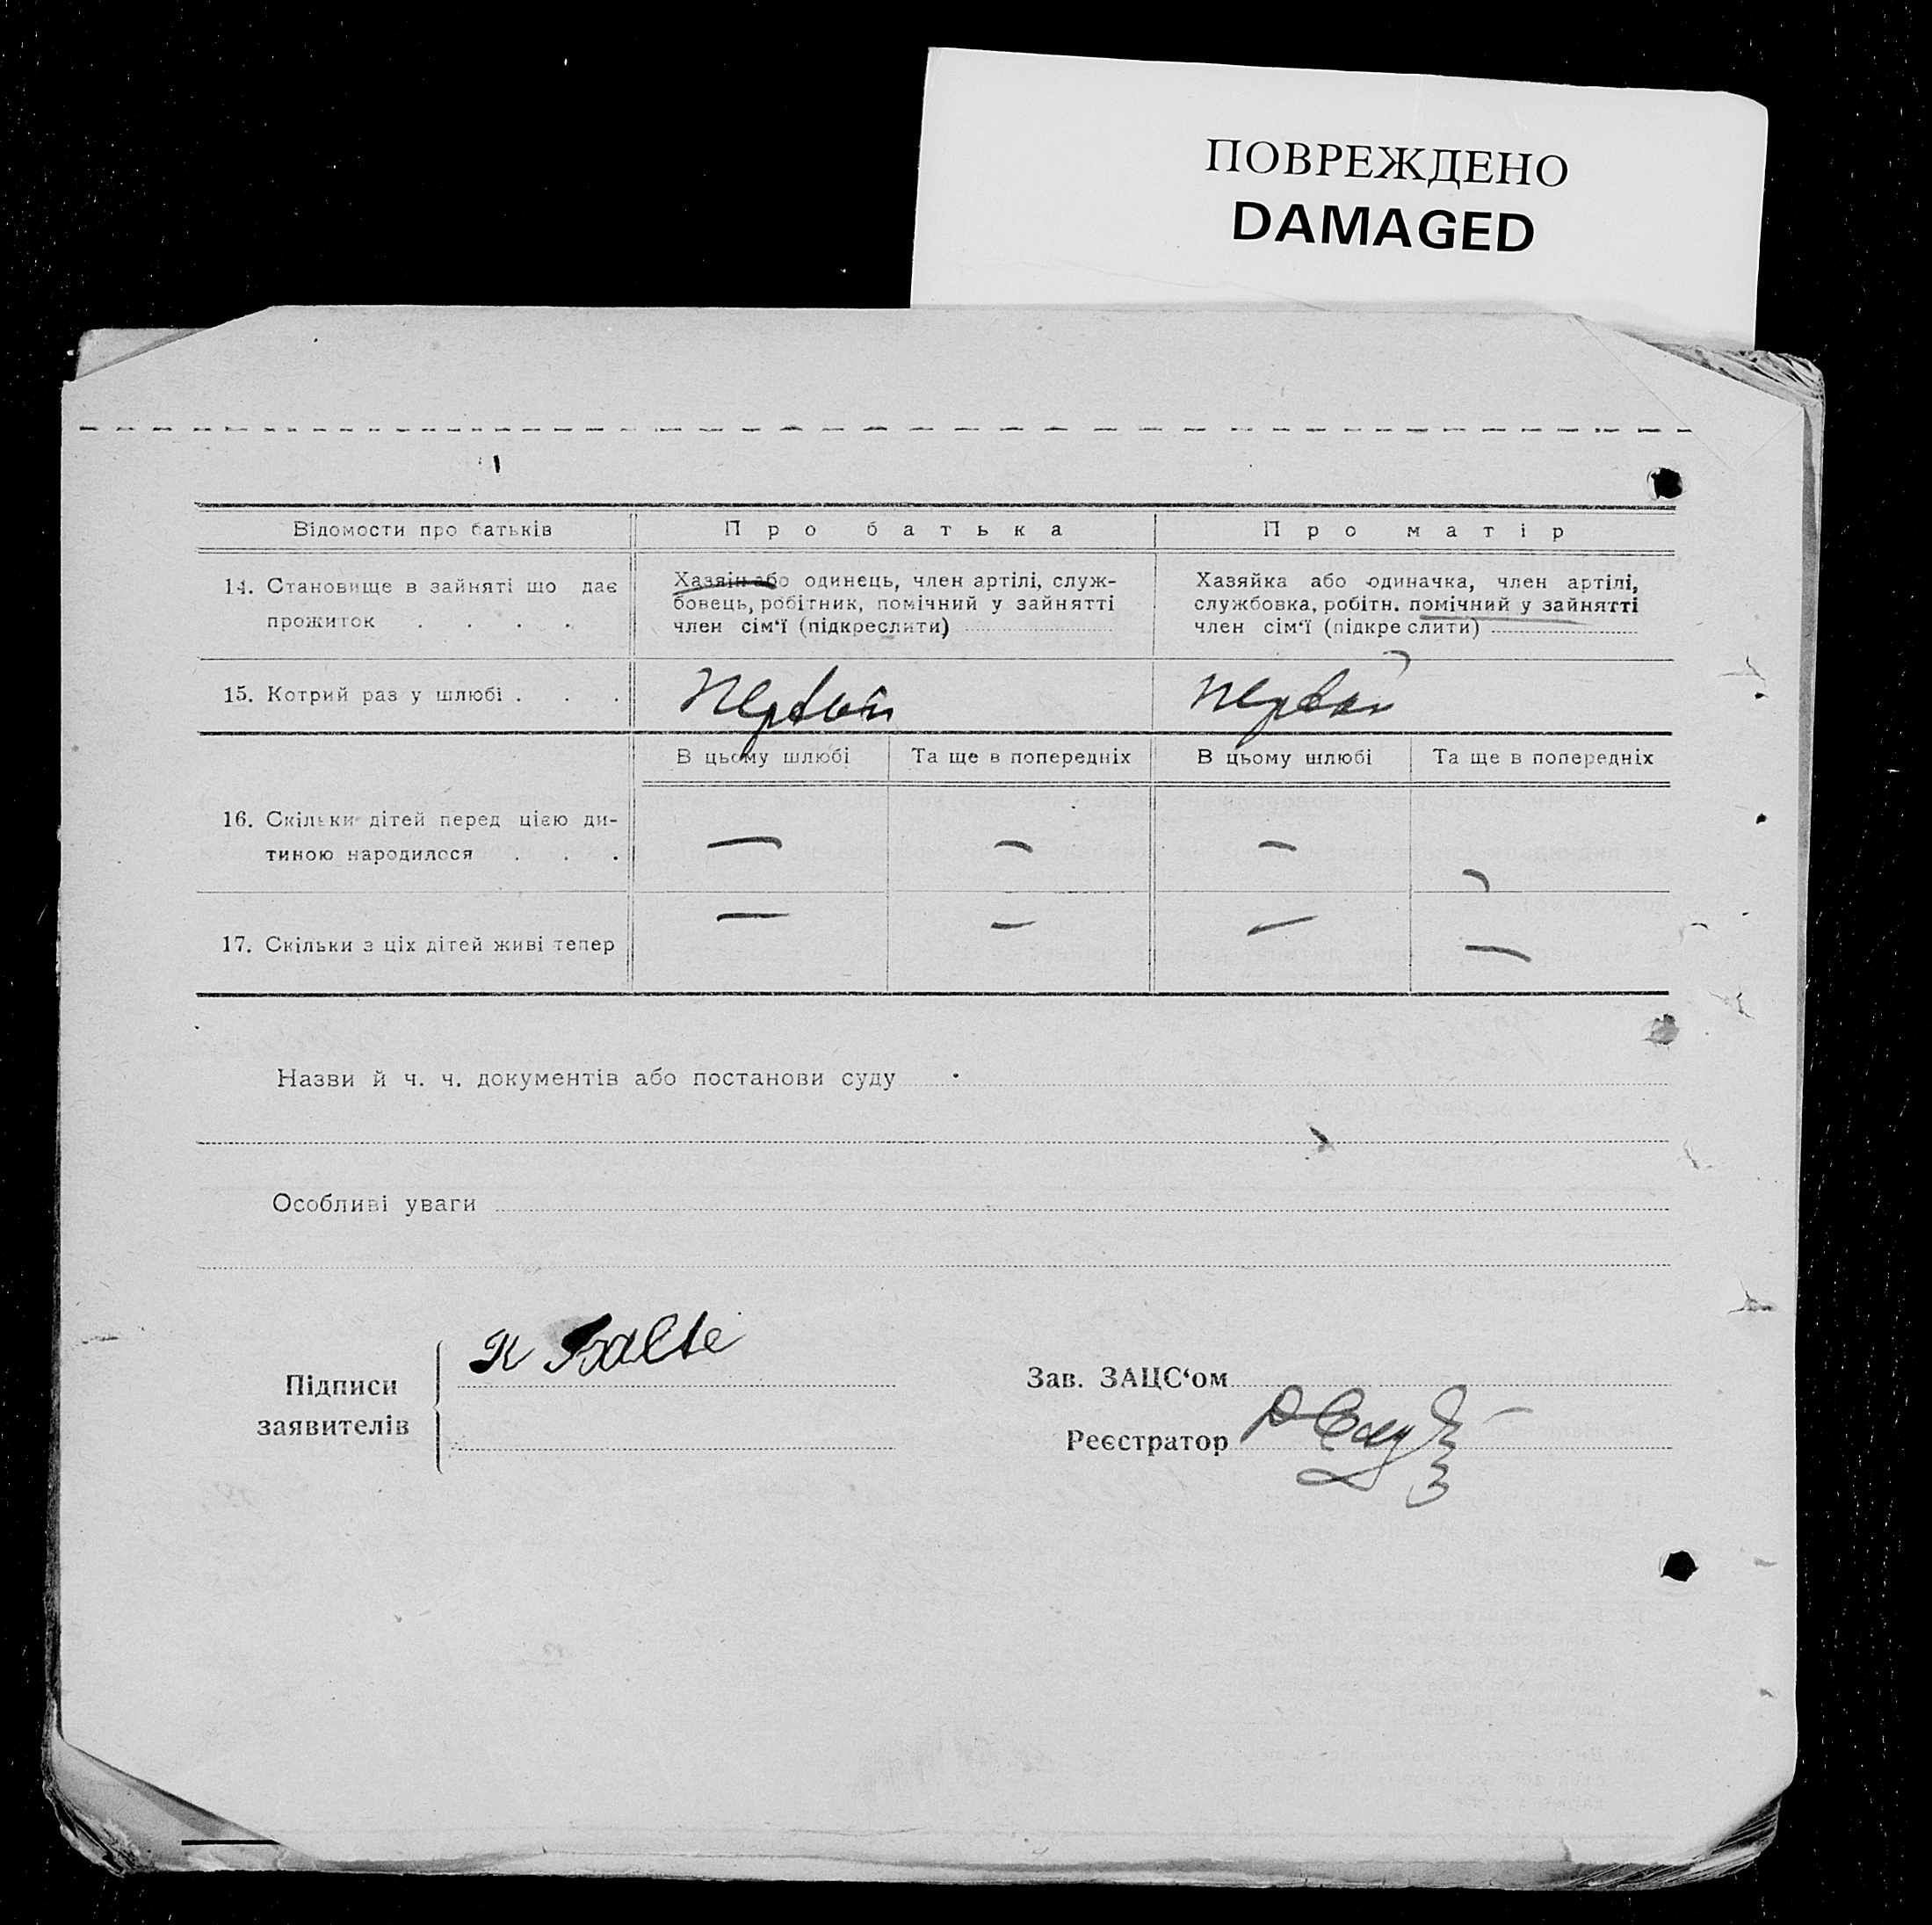 ПОВРЕЖДЕНО
DAMAGED
Відомости про батьків
Про батька
Про матір
14. Становище в зайняті що дає
прожиток . . . .
Хазяін або одинець, член артілі, служ-
бовець, робітник, помічний у зайнятті
член сім‘ї (підкреслити)
Хазяйка або одиначка, член артілі,
службовка, робітн. помічний у зайнятті
член сім‘ї (підкреслити)
15. Котрий раз у шлюбі . . .
Первый
Первый
В цьому шлюбі
Та ще в попередніх
В цьому шлюбі
Та ще в попередніх
16. Скільки дітей перед цією ди-
тиною народилося . . .
— — —
—
17. Скільки з ціх дітей живі тепер
— — — —
Назви й ч. ч. документів або постанови суду
Особливі уваги
Підписи
заявителів
К
Зав. ЗАЦС‘ом
Реєстратор